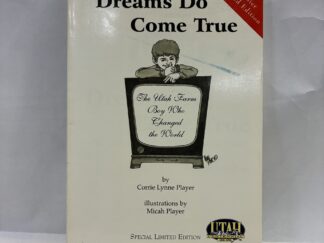 Dreams Do
Come True
Edition
The Utah Farm
Boy Who
Changed
the World
by
Corrie Lynne Player
illustrations by
Micah Player
SPECIAL LIMITED EDITION
UTAH